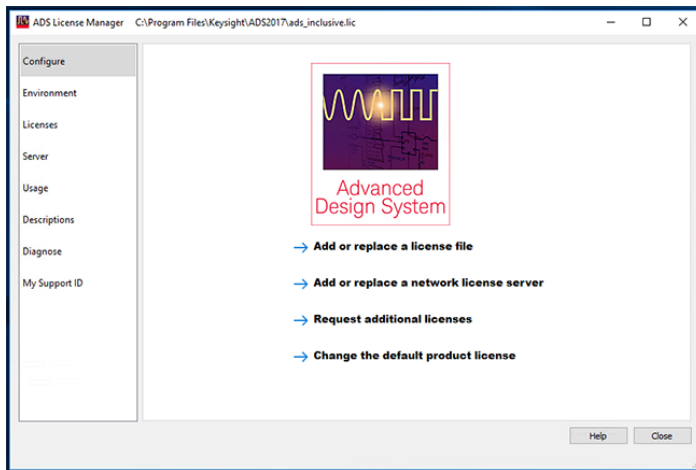 ADS License Manager C:\Program Files\Keysight\ADS2017\ads_inclusive.lic
Configure
Environment
Licenses
Server
Usage
Descriptions
Diagnose
My Support ID
Advanced
Design System
Add or replace a license file
Add or replace a network license server
Request additional licenses
Change the default product license
Help
Close